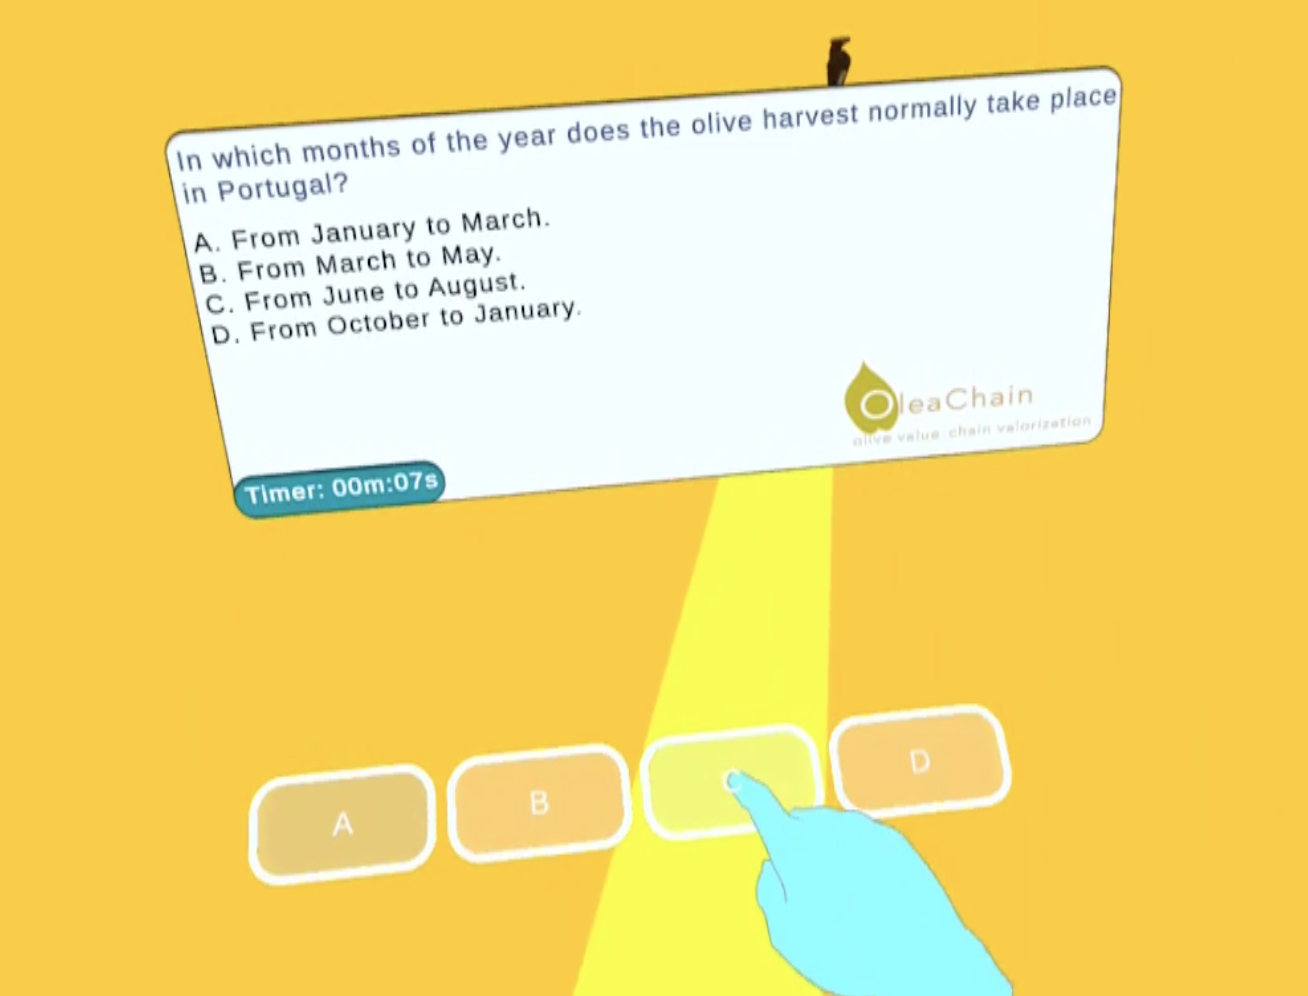 In which months of the year does the olive harvest normally take place
in Portugal?
A. From January to March.
B. From March to May.
C. From June to August.
D. From October to January.
OleaChain
olive value chain valorization
Timer: 00m:07s
A
B
C
D